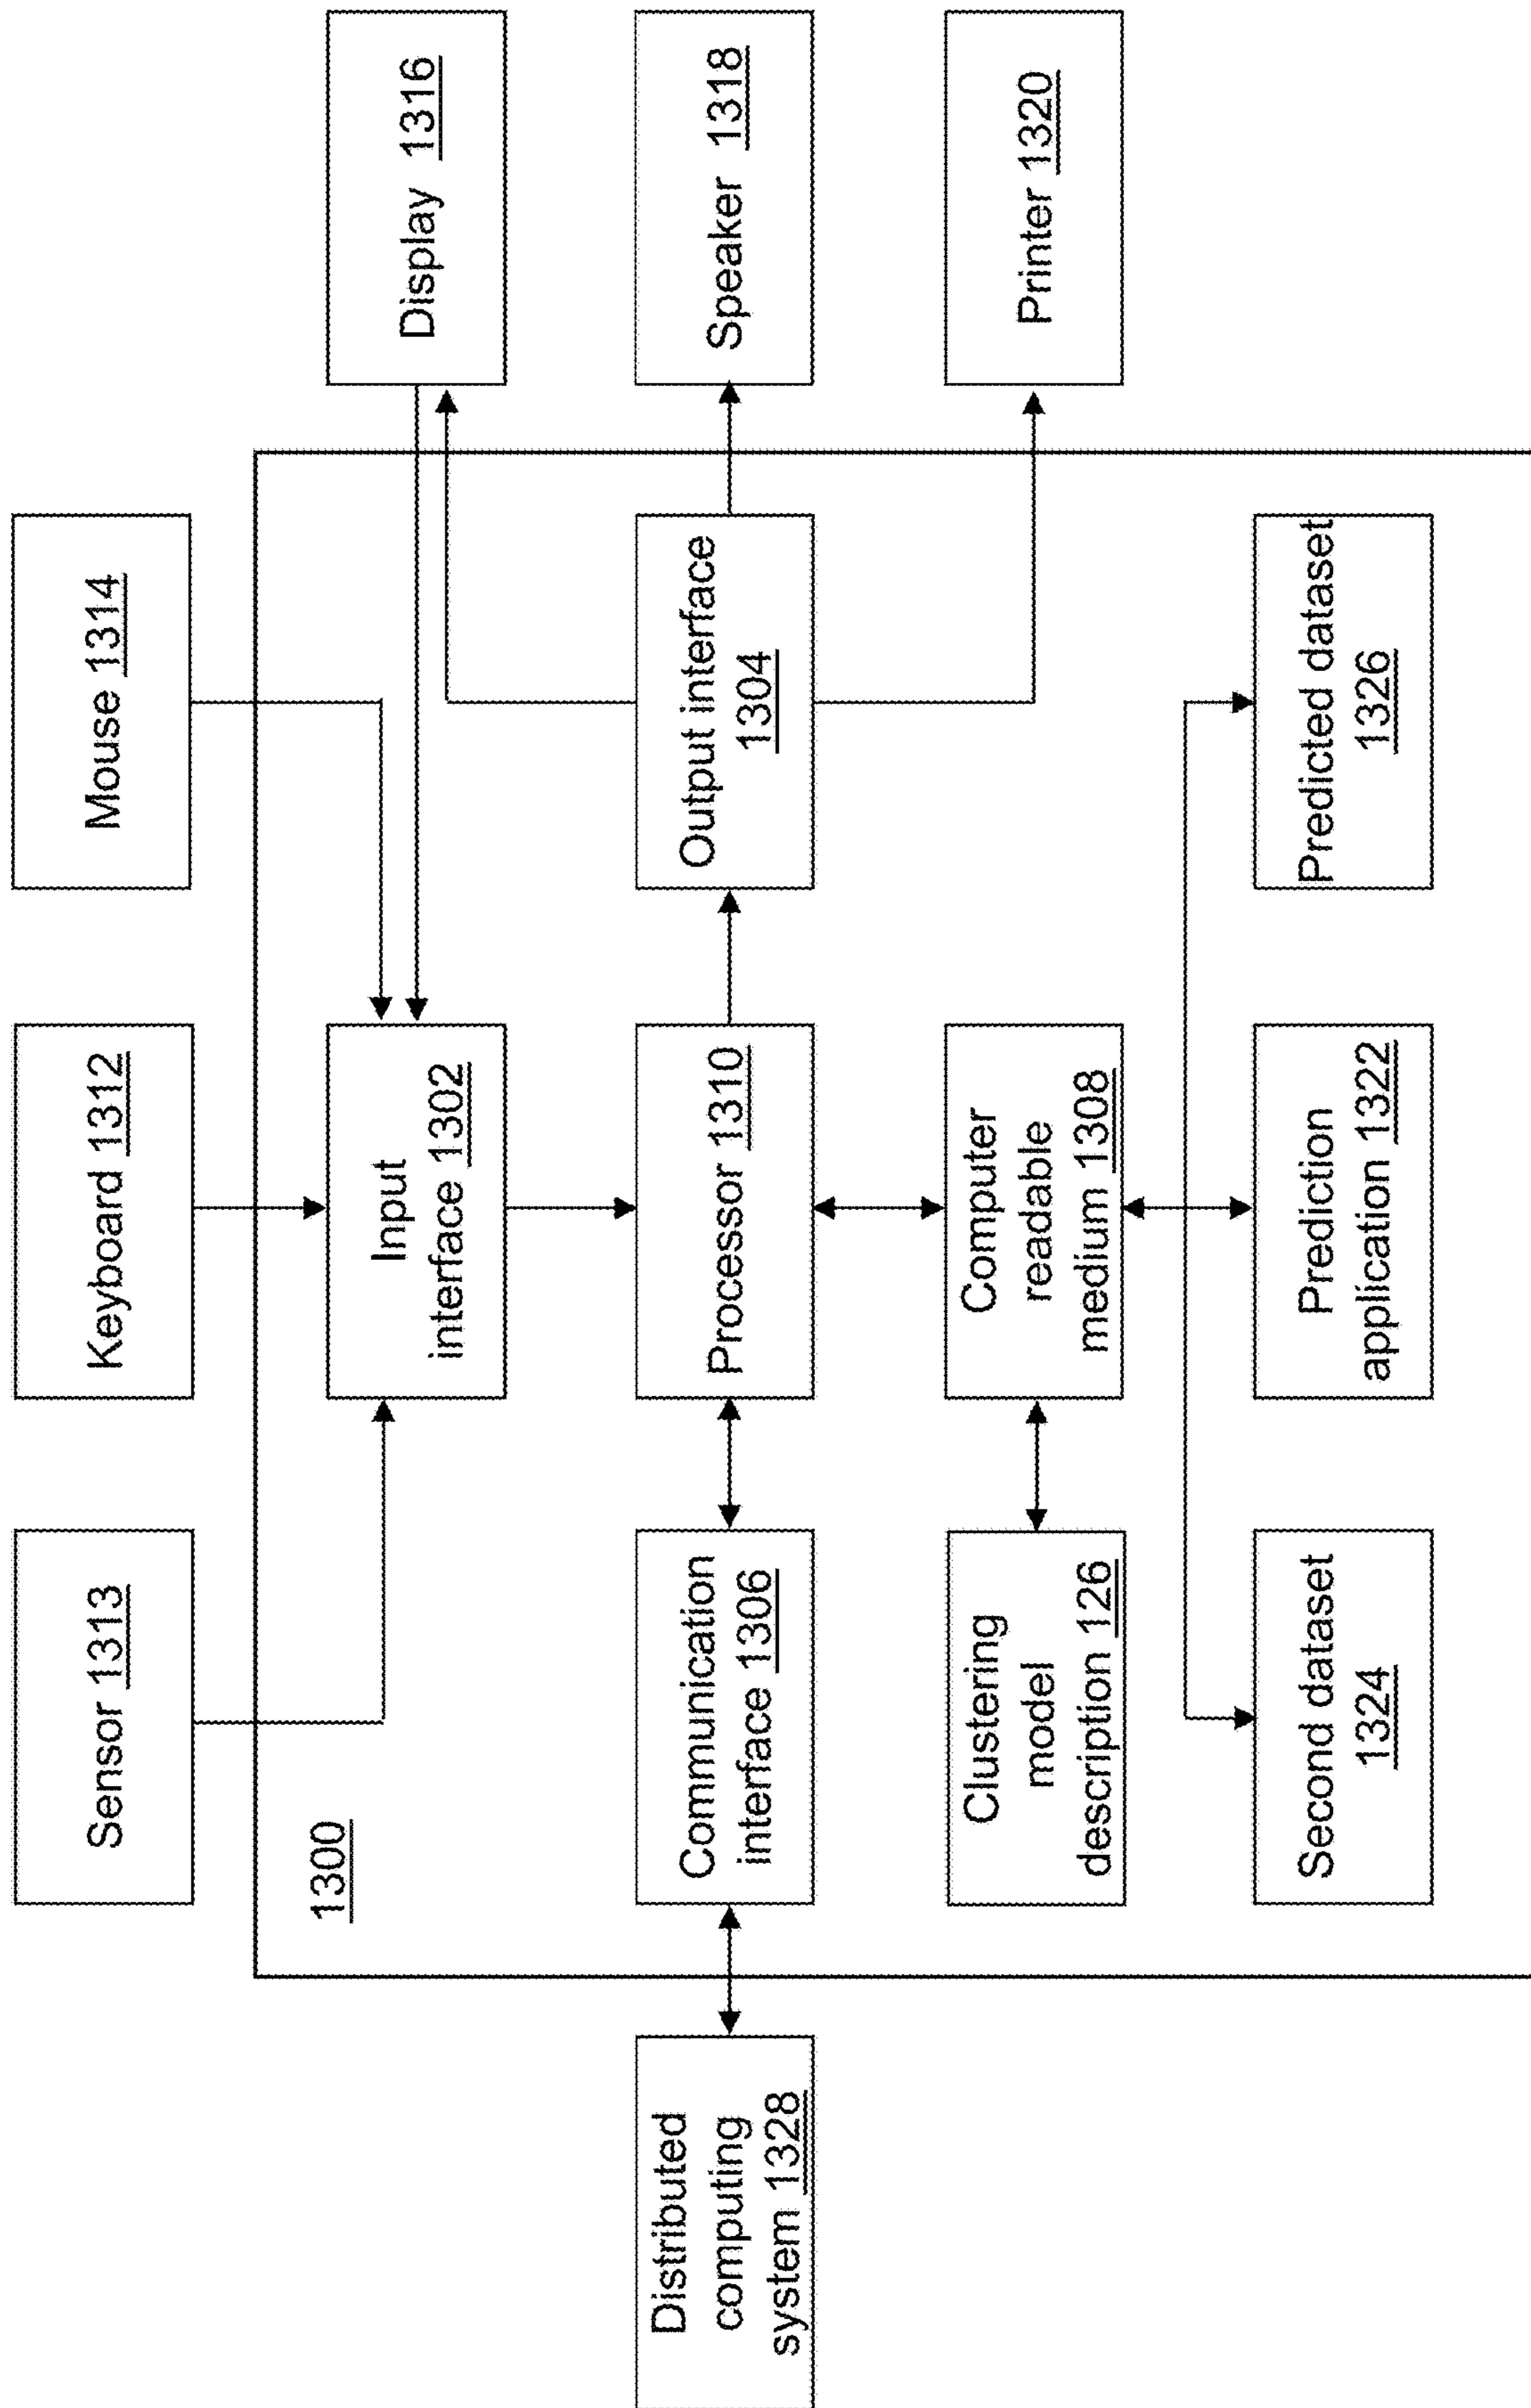 Sensor 1313
Keyboard 1312
Mouse 1314
1300
Input
interface 1302
Display 1316
Distributed
computing
system 1328
Communication
interface 1306
Processor 1310
Output interface
1304
Speaker 1318
Clustering
model
description 126
Computer
readable
medium 1308
Printer 1320
Second dataset
1324
Prediction
application 1322
Predicted dataset
1326